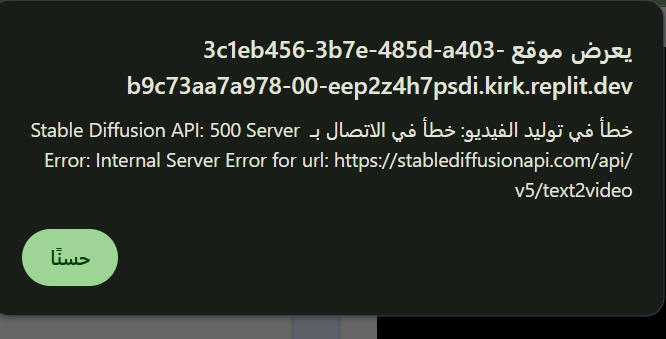 يعرض موقع 3c1eb456-3b7e-485d-a403-
b9c73aa7a978-00-eep2z4h7psdi.kirk.replit.dev
خطأ في توليد الفيديو: خطأ في الاتصال بـ Stable Diffusion API: 500 Server
Error: Internal Server Error for url: https://stablediffusionapi.com/api/
v5/text2video
حسنًا